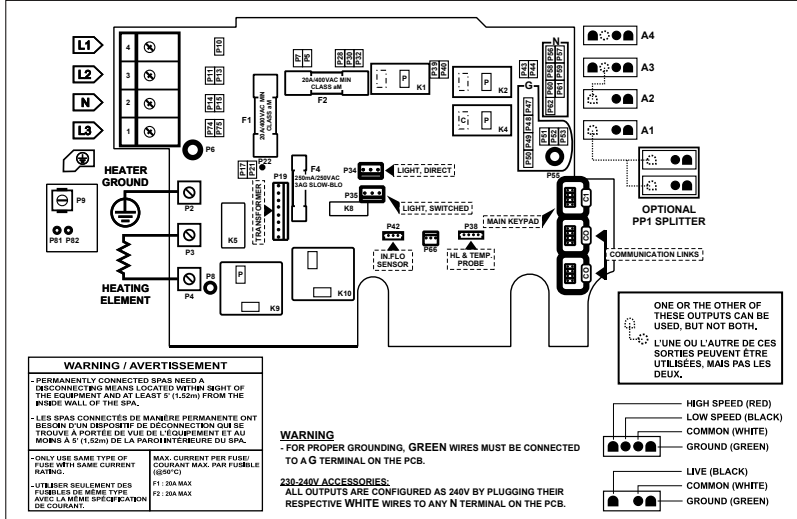 L1
L2
N
L3
4
3
2
1
P10
P11
P13
P14
P15
P74
P75
P6
HEATER
GROUND
P9
P81 P82
P2
P3
P4
P8
HEATING
ELEMENT
F1
20A/400VAC MIN
CLASS aM
P7
P5
P28
P30
P32
20A/400VAC MIN
CLASS aM
F2
P
K1
P39
P40
P
K2
C
P
K4
P43
P44
G
N
P56
P57
P58
P59
P60
P61
P62
P47
P48
P49
P50
P51
P52
P53
P55
P17
P21
P22
P19
TRANSFORMER
F4
250mA/250VAC
3AG SLOW-BLO
P34
LIGHT, DIRECT
P35
LIGHT, SWITCHED
K8
K5
P
K9
K10
P42
IN.FLO
SENSOR
P66
P38
HL & TEMP.
PROBE
MAIN KEYPAD
C1
CO
CO
COMMUNICATION LINKS
A4
A3
A2
A1
OPTIONAL
PP1 SPLITTER
ONE OR THE OTHER OF
THESE OUTPUTS CAN BE
USED, BUT NOT BOTH.
L'UNE OU L'AUTRE DE CES
SORTIES PEUVENT ÊTRE
UTILISÉES, MAIS PAS LES
DEUX.
WARNING / AVERTISSEMENT
- PERMANENTLY CONNECTED SPAS NEED A
DISCONNECTING MEANS LOCATED WITHIN SIGHT OF
THE EQUIPMENT AND AT LEAST 5' (1.52m) FROM THE
INSIDE WALL OF THE SPA.
- LES SPAS CONNECTÉS DE MANIÈRE PERMANENTE ONT
BESOIN D'UN DISPOSITIF DE DÉCONNECTION QUI SE
TROUVE À PORTÉE DE VUE DE L'ÉQUIPEMENT ET AU
MOINS À 5' (1,52m) DE LA PAROI INTÉRIEURE DU SPA.
- ONLY USE SAME TYPE OF
FUSE WITH SAME CURRENT
RATING.
- UTILISER SEULEMENT DES
FUSIBLES DE MÊME TYPE
AVEC LA MÊME SPÉCIFICATION
DE COURANT.
MAX. CURRENT PER FUSE/
COURANT MAX. PAR FUSIBLE
(@50°C)
F1 : 20A MAX
F2 : 20A MAX
WARNING
- FOR PROPER GROUNDING, GREEN WIRES MUST BE CONNECTED
TO A G TERMINAL ON THE PCB.
230-240V ACCESSORIES:
ALL OUTPUTS ARE CONFIGURED AS 240V BY PLUGGING THEIR
RESPECTIVE WHITE WIRES TO ANY N TERMINAL ON THE PCB.
HIGH SPEED (RED)
LOW SPEED (BLACK)
COMMON (WHITE)
GROUND (GREEN)
LIVE (BLACK)
COMMON (WHITE)
GROUND (GREEN)